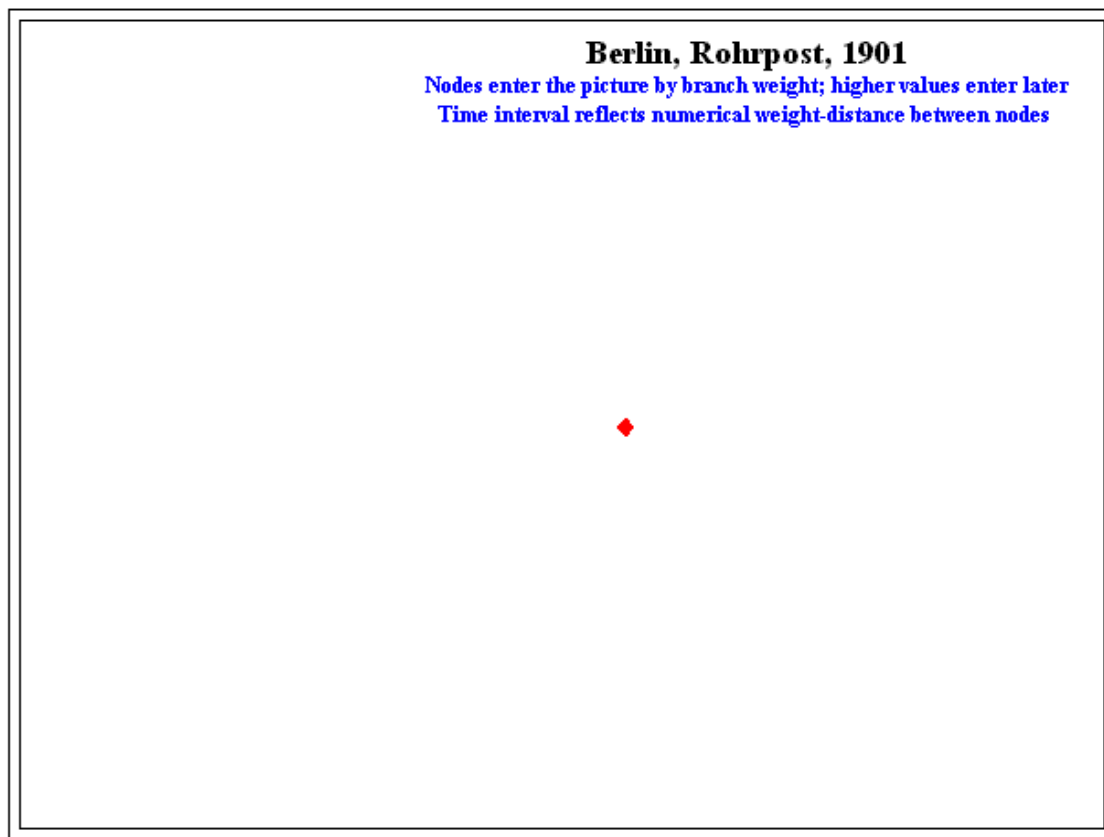 Berlin, Rohrpost, 1901
Nodes enter the picture by branch weight; higher values enter later
Time interval reflects numerical weight-distance between nodes